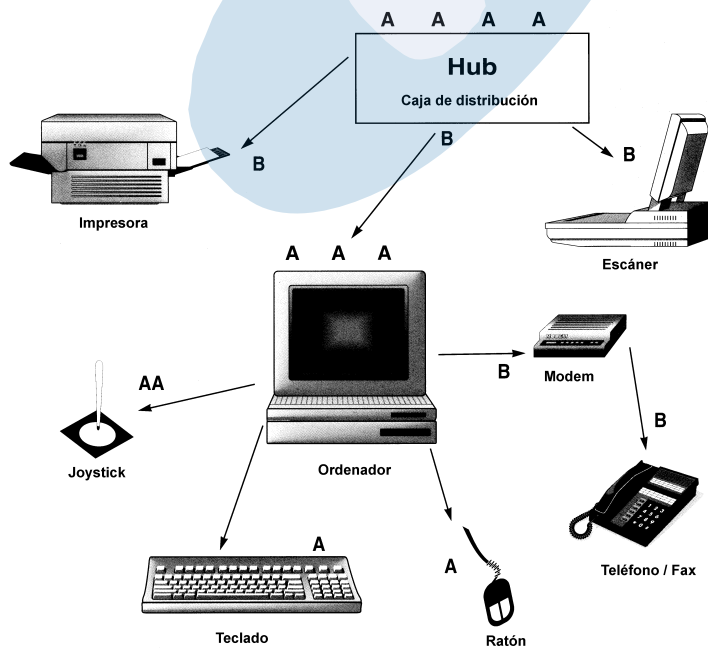 A A A A
Hub
Caja de distribución
B
B
B
Impresora
Escáner
A A A
B
Modem
AA
B
Joystick
Ordenador
A
A
Teléfono / Fax
Teclado
Ratón